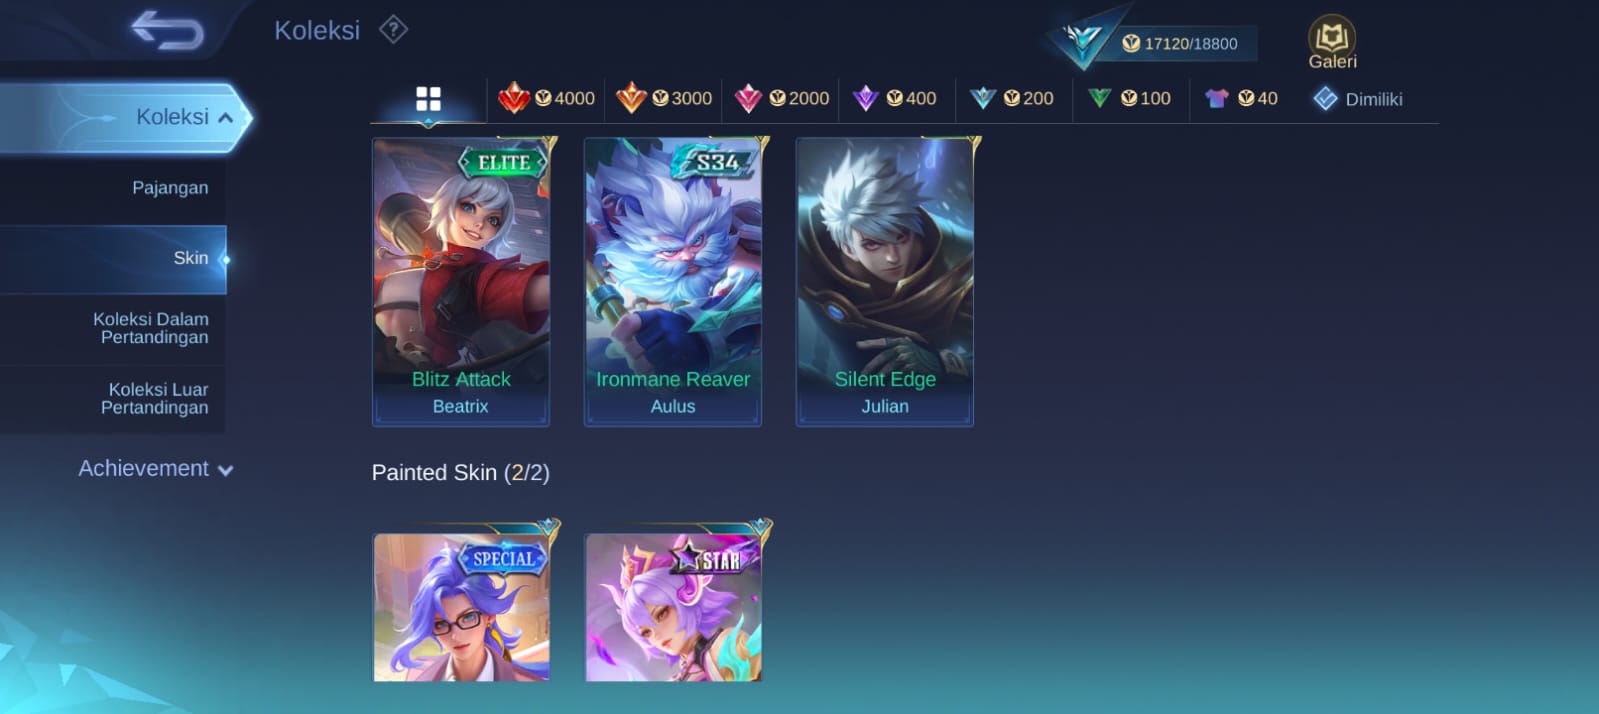 Koleksi
17120/18800
Galeri
4000
3000
2000
400
200
100
40
Dimiliki
Koleksi
Pajangan
Skin
Koleksi Dalam
Pertandingan
Koleksi Luar
Pertandingan
Achievement
ELITE
Blitz Attack
Beatrix
S34
Ironmane Reaver
Aulus
Silent Edge
Julian
Painted Skin (2/2)
SPECIAL
STAR